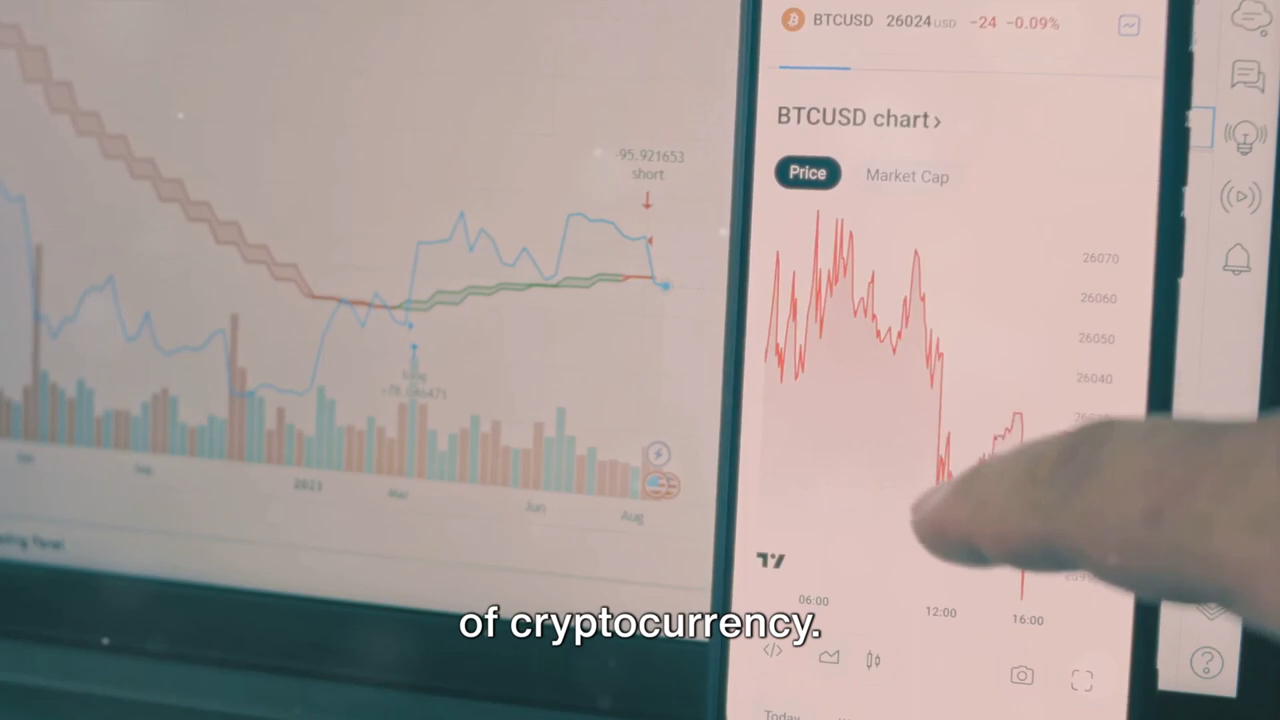 BTCUSD 26024 USD −24 −0.09%
BTCUSD chart ›
Price Market Cap
-95.921653
short
26070
26060
26050
26040
2023
Mar
Jun
Aug
06:00
12:00
16:00
of cryptocurrency.
Today